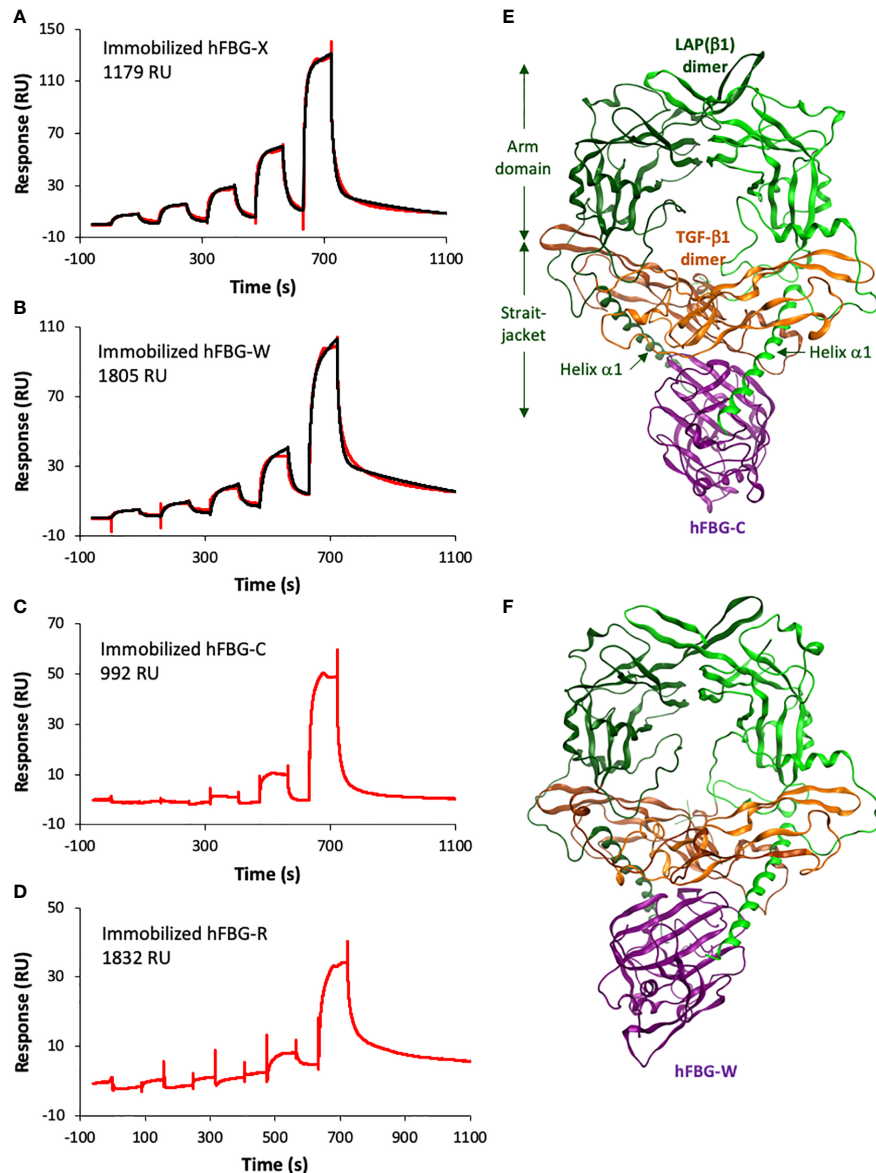 A
Immobilized hFBG-X
1179 RU
Response (RU)
150
110
70
30
-10
-100
300
700
1100
Time (s)
B
Immobilized hFBG-W
1805 RU
Response (RU)
110
70
30
-10
-100
300
700
1100
Time (s)
C
Immobilized hFBG-C
992 RU
Response (RU)
70
50
30
10
-10
-100
300
700
1100
Time (s)
D
Immobilized hFBG-R
1832 RU
Response (RU)
50
30
10
-10
-100
100
300
500
700
900
1100
Time (s)
E
LAP(β1)
dimer
Arm
domain
TGF-β1
dimer
Strait-
jacket
Helix α1
Helix α1
hFBG-C
F
hFBG-W